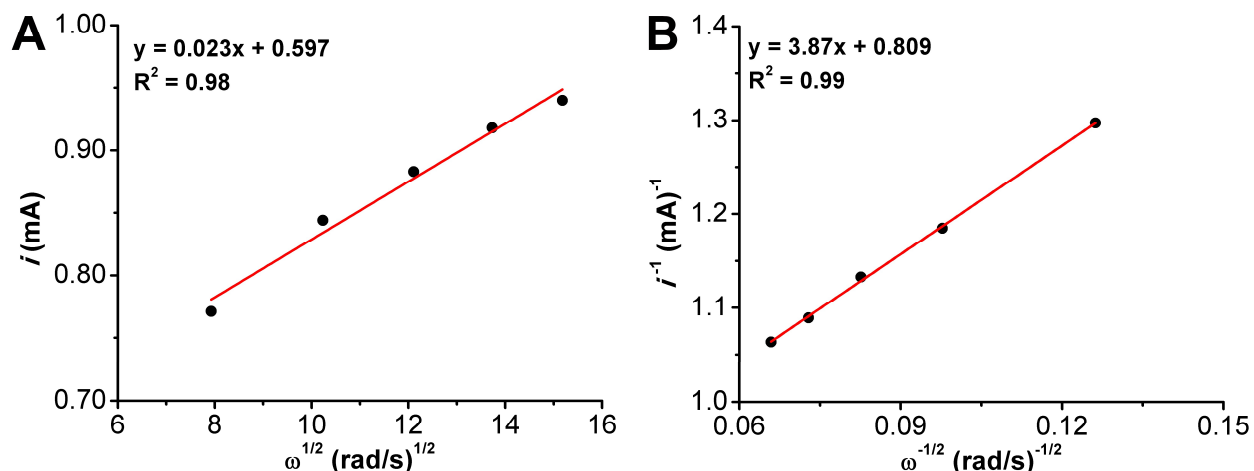 A
y = 0.023x + 0.597
R² = 0.98
1.00
0.90
0.80
0.70
i (mA)
6 8 10 12 14 16
ω^1/2 (rad/s)^1/2
B
y = 3.87x + 0.809
R² = 0.99
1.4
1.3
1.2
1.1
1.0
i^-1 (mA)^-1
0.06 0.09 0.12 0.15
ω^-1/2 (rad/s)^-1/2